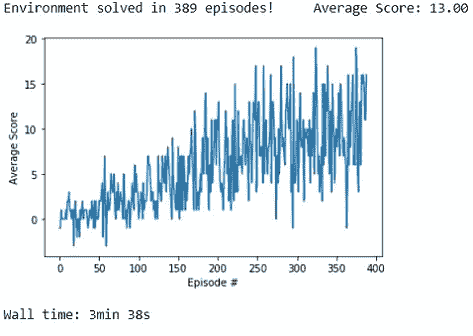 Environment solved in 389 episodes! Average Score: 13.00
20
15
10
5
0
Average Score
0 50 100 150 200 250 300 350 400
Episode #
Wall time: 3min 38s